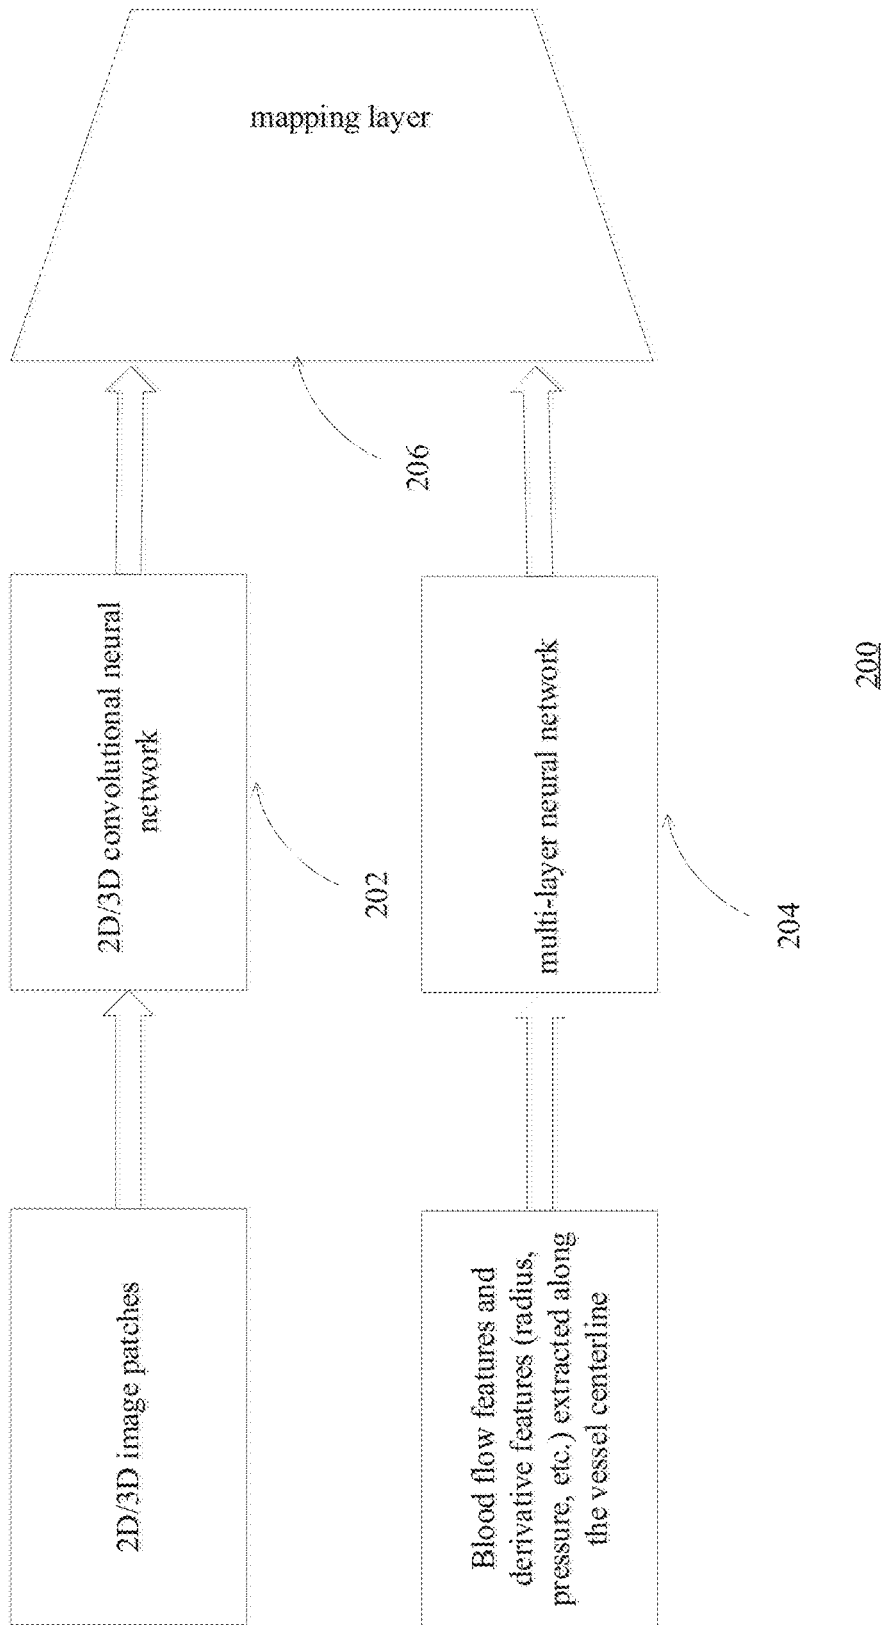 2D/3D image patches
2D/3D convolutional neural
network
202
mapping layer
206
Blood flow features and
derivative features (radius,
pressure, etc.) extracted along
the vessel centerline
multi-layer neural network
204
200